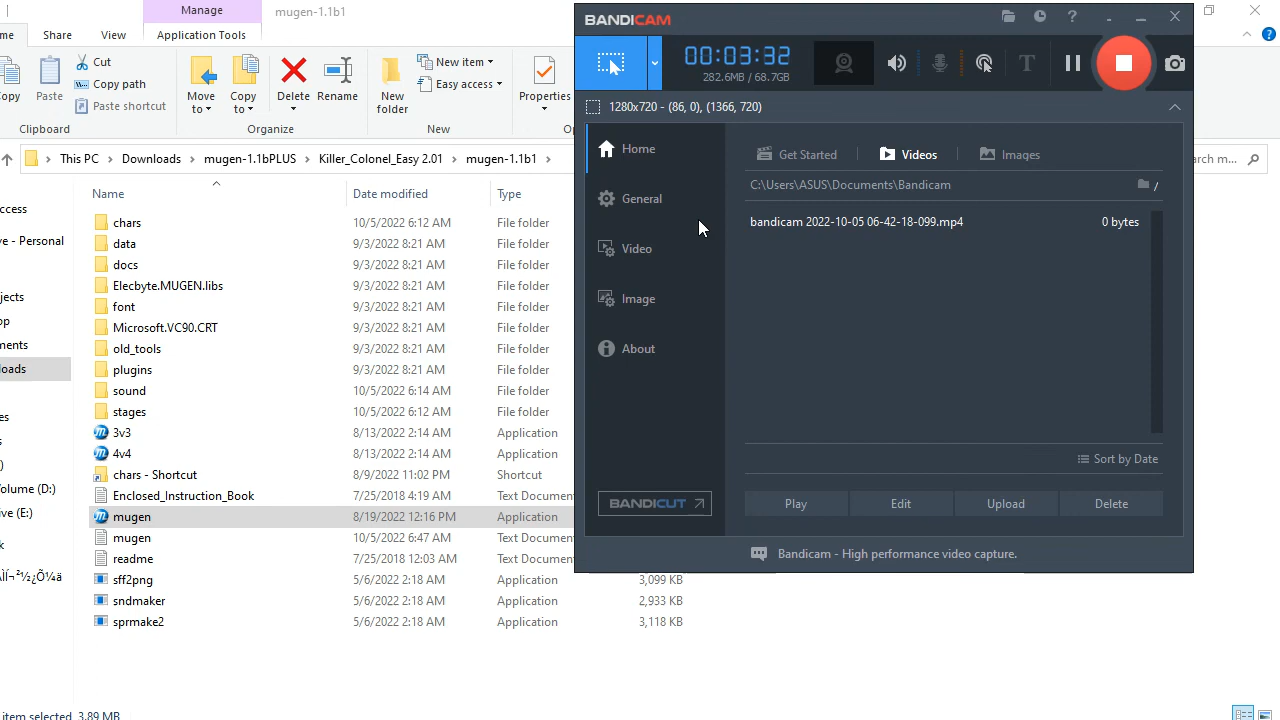 Manage
mugen-1.1b1
me
Share
View
Application Tools
Copy
Paste
Cut
Copy path
Paste shortcut
Clipboard
Move to
Copy to
Delete
Rename
Organize
New folder
New item
Easy access
New
Properties
This PC
Downloads
mugen-1.1bPLUS
Killer_Colonel_Easy 2.01
mugen-1.1b1
h m...
Name
Date modified
Type
chars 10/5/2022 6:12 AM File folder
data 9/3/2022 8:21 AM File folder
docs 9/3/2022 8:21 AM File folder
Elecbyte.MUGEN.libs 9/3/2022 8:21 AM File folder
font 9/3/2022 8:21 AM File folder
Microsoft.VC90.CRT 9/3/2022 8:21 AM File folder
old_tools 9/3/2022 8:21 AM File folder
plugins 9/3/2022 8:21 AM File folder
sound 10/5/2022 6:14 AM File folder
stages 10/5/2022 6:12 AM File folder
3v3 8/13/2022 2:14 AM Application
4v4 8/13/2022 2:14 AM Application
chars - Shortcut 8/9/2022 11:02 PM Shortcut
Enclosed_Instruction_Book 7/25/2018 4:19 AM Text Documen
mugen 8/19/2022 12:16 PM Application
mugen 10/5/2022 6:47 AM Text Documen
readme 7/25/2018 12:03 AM Text Documen
sff2png 5/6/2022 2:18 AM Application 3,099 KB
sndmaker 5/6/2022 2:18 AM Application 2,933 KB
sprmake2 5/6/2022 2:18 AM Application 3,118 KB
ccess
ve - Personal
jects
op
ments
loads
es
olume (D:)
ive (E:)
k
item selected 3.89 MB
BANDICAM
00:03:32
282.6MB / 68.7GB
1280x720 - (86, 0), (1366, 720)
Home
General
Video
Image
About
BANDICUT
Get Started
Videos
Images
C:\Users\ASUS\Documents\Bandicam
bandicam 2022-10-05 06-42-18-099.mp4 0 bytes
Sort by Date
Play
Edit
Upload
Delete
Bandicam - High performance video capture.